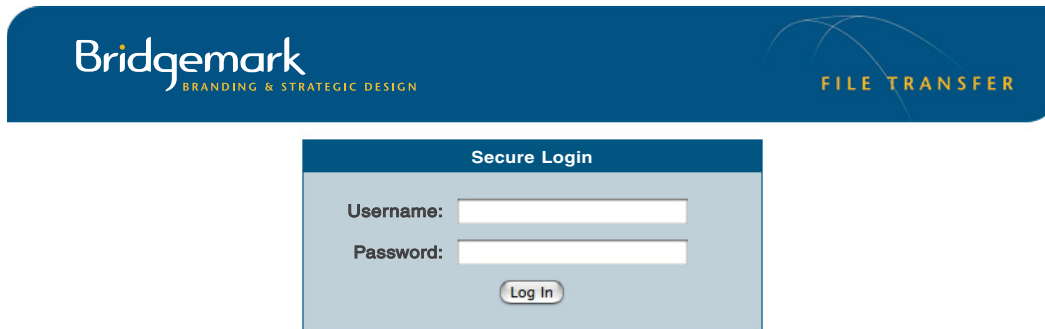 Bridgemark
BRANDING & STRATEGIC DESIGN
FILE TRANSFER
Secure Login
Username:
Password:
Log In